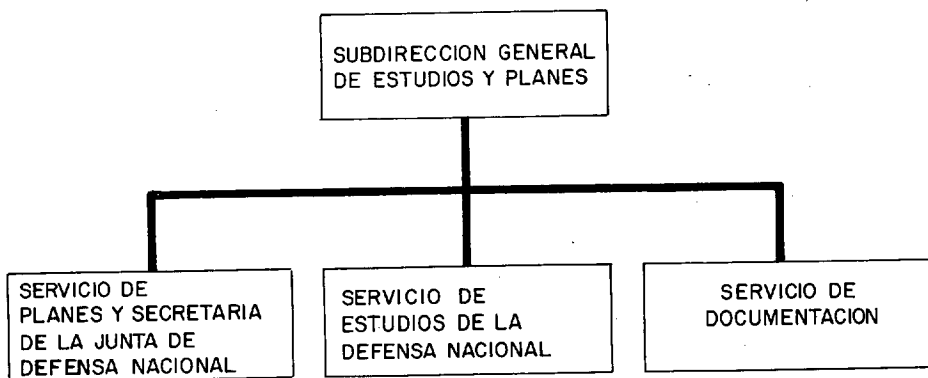 SUBDIRECCION GENERAL
DE ESTUDIOS Y PLANES
SERVICIO DE
PLANES Y SECRETARIA
DE LA JUNTA DE
DEFENSA NACIONAL
SERVICIO DE
ESTUDIOS DE LA
DEFENSA NACIONAL
SERVICIO DE
DOCUMENTACION